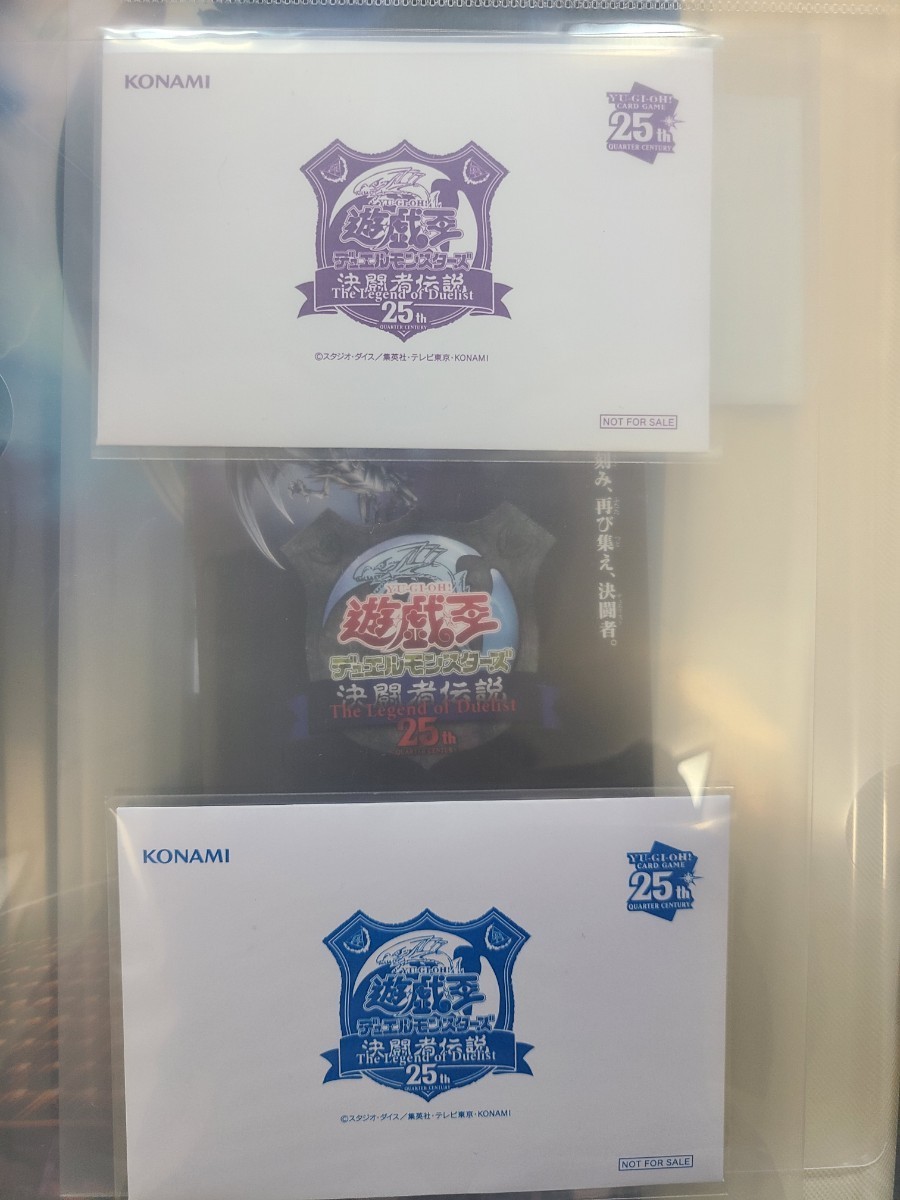 KONAMI
YU-GI-OH!
CARD GAME
25th
QUARTER CENTURY
YU-GI-OH!
遊戯王
デュエルモンスターズ
決闘者伝説
The Legend of Duelist
25th
QUARTER CENTURY
©スタジオ・ダイス／集英社・テレビ東京・KONAMI
NOT FOR SALE
刻み、再び集え、決闘者。
YU-GI-OH!
遊戯王
デュエルモンスターズ
決闘者伝説
The Legend of Duelist
25th
QUARTER CENTURY
KONAMI
YU-GI-OH!
CARD GAME
25th
QUARTER CENTURY
YU-GI-OH!
遊戯王
デュエルモンスターズ
決闘者伝説
The Legend of Duelist
25th
QUARTER CENTURY
©スタジオ・ダイス／集英社・テレビ東京・KONAMI
NOT FOR SALE